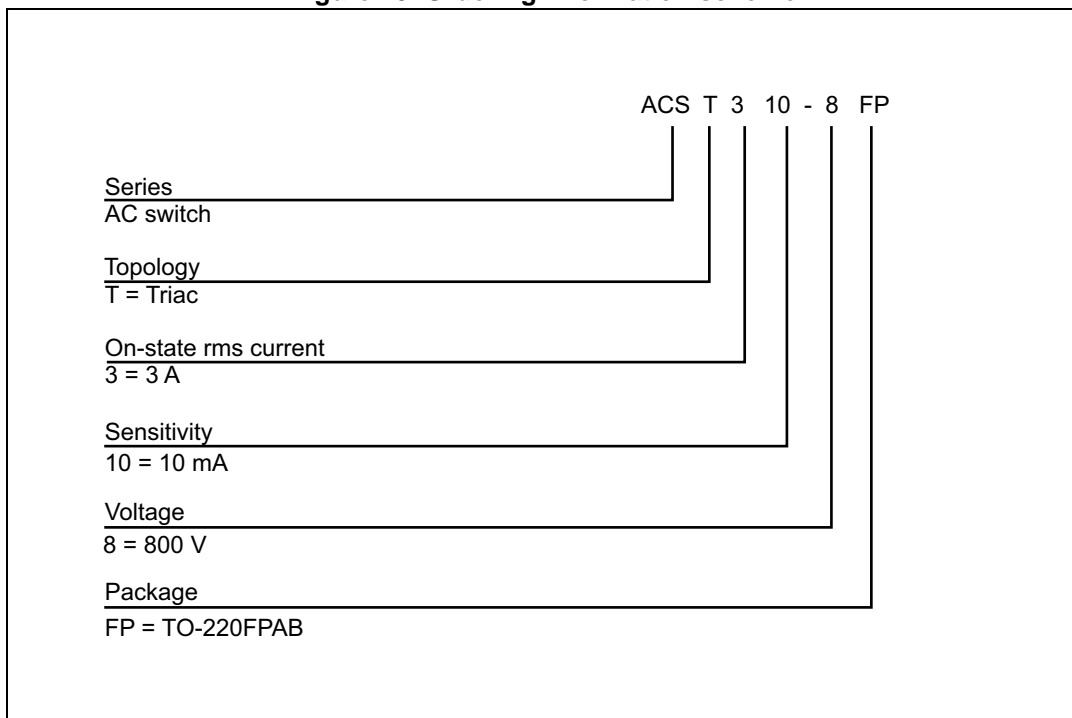 ACS T 3 10 - 8 FP
Series
AC switch
Topology
T = Triac
On-state rms current
3 = 3 A
Sensitivity
10 = 10 mA
Voltage
8 = 800 V
Package
FP = TO-220FPAB